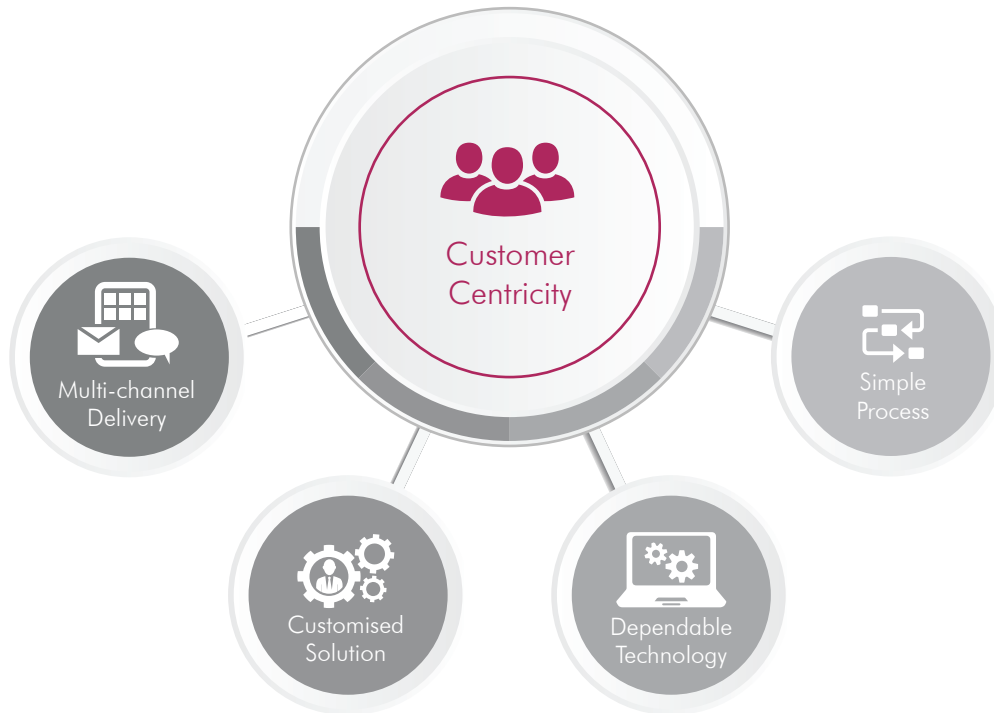 Customer
Centricity
Multi-channel
Delivery
Customised
Solution
Dependable
Technology
Simple
Process